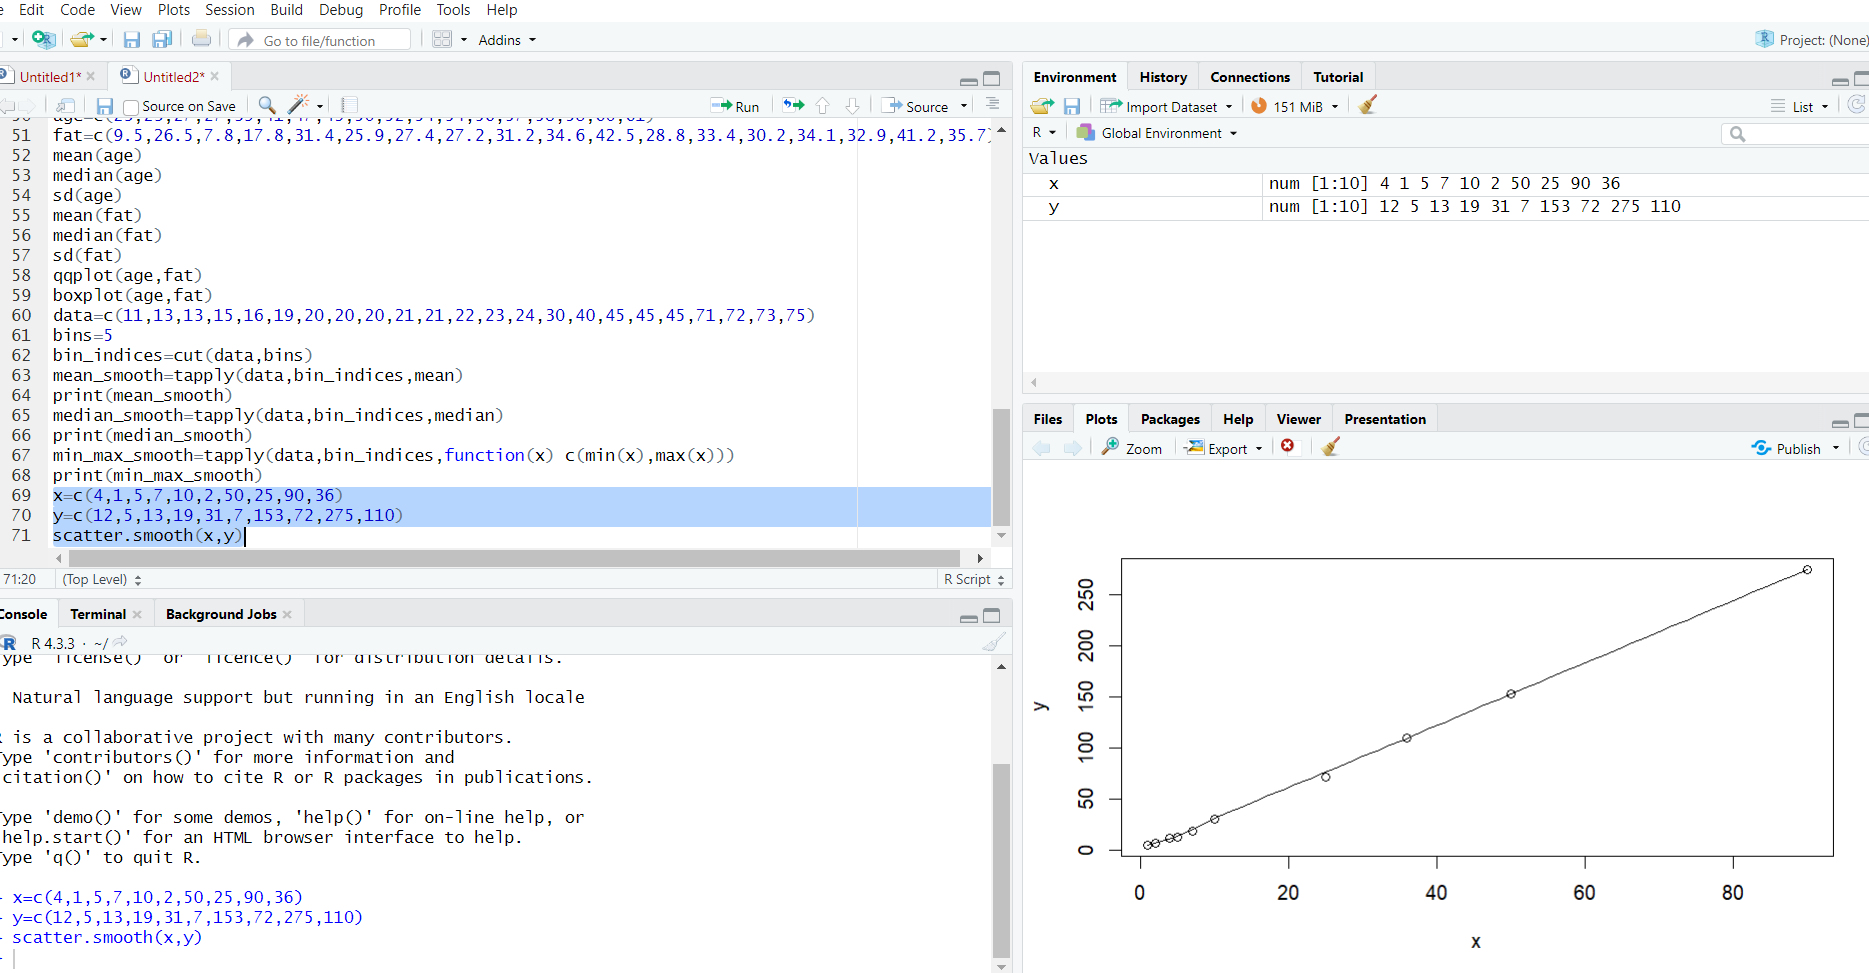 Edit Code View Plots Session Build Debug Profile Tools Help
Go to file/function
Addins
Project: (None)
Untitled1*
Untitled2*
Source on Save
Run
Source
51 fat=c(9.5,26.5,7.8,17.8,31.4,25.9,27.4,27.2,31.2,34.6,42.5,28.8,33.4,30.2,34.1,32.9,41.2,35.7)
52 mean(age)
53 median(age)
54 sd(age)
55 mean(fat)
56 median(fat)
57 sd(fat)
58 qqplot(age,fat)
59 boxplot(age,fat)
60 data=c(11,13,13,15,16,19,20,20,20,21,21,22,23,24,30,40,45,45,45,71,72,73,75)
61 bins=5
62 bin_indices=cut(data,bins)
63 mean_smooth=tapply(data,bin_indices,mean)
64 print(mean_smooth)
65 median_smooth=tapply(data,bin_indices,median)
66 print(median_smooth)
67 min_max_smooth=tapply(data,bin_indices,function(x) c(min(x),max(x)))
68 print(min_max_smooth)
69 x=c(4,1,5,7,10,2,50,25,90,36)
70 y=c(12,5,13,19,31,7,153,72,275,110)
71 scatter.smooth(x,y)
71:20 (Top Level) R Script
Console Terminal Background Jobs
R 4.3.3 · ~/
ype 'license()' or 'licence()' for distribution details.
Natural language support but running in an English locale
R is a collaborative project with many contributors.
Type 'contributors()' for more information and
citation()' on how to cite R or R packages in publications.
Type 'demo()' for some demos, 'help()' for on-line help, or
help.start()' for an HTML browser interface to help.
Type 'q()' to quit R.
x=c(4,1,5,7,10,2,50,25,90,36)
y=c(12,5,13,19,31,7,153,72,275,110)
scatter.smooth(x,y)
Environment History Connections Tutorial
Import Dataset 151 MiB List
R Global Environment
Values
x num [1:10] 4 1 5 7 10 2 50 25 90 36
y num [1:10] 12 5 13 19 31 7 153 72 275 110
Files Plots Packages Help Viewer Presentation
Zoom Export Publish
250
200
150
100
50
0
y
0 20 40 60 80
x